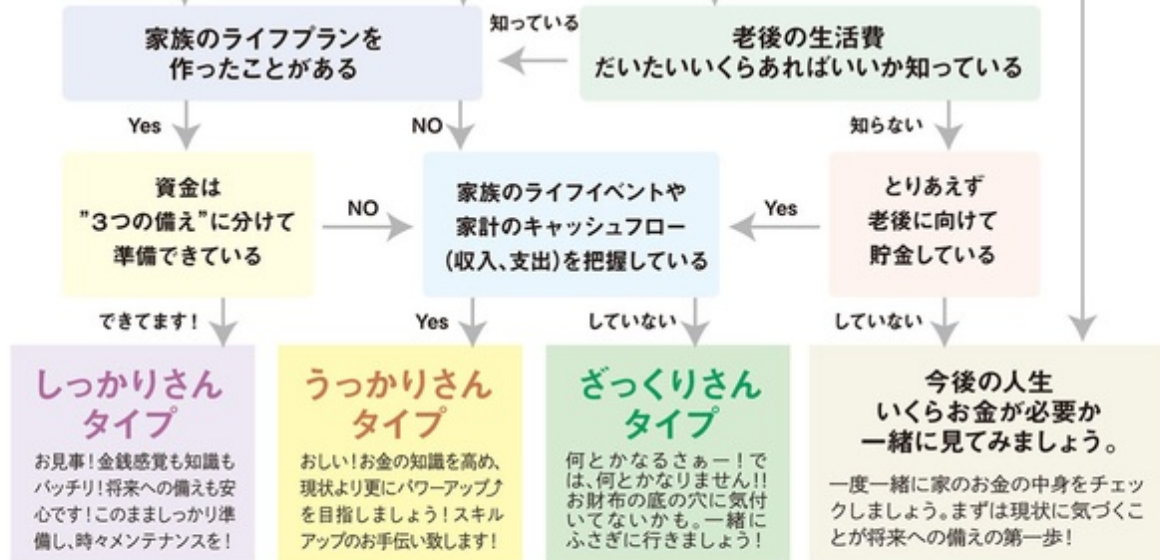 家族のライフプランを
作ったことがある
知っている
老後の生活費
だいたいいくらあればいいか知っている
Yes
NO
知らない
資金は
”3つの備え”に分けて
準備できている
NO
家族のライフイベントや
家計のキャッシュフロー
(収入、支出)を把握している
Yes
とりあえず
老後に向けて
貯金している
できてます!
Yes
していない
していない
しっかりさん
タイプ
お見事!金銭感覚も知識も
バッチリ!将来への備えも安
心です!このまましっかり準
備し、時々メンテナンスを!
うっかりさん
タイプ
おしい!お金の知識を高め、
現状より更にパワーアップ⤴
を目指しましょう!スキル
アップのお手伝い致します!
ざっくりさん
タイプ
何とかなるさぁー!で
は、何とかなりません!!
お財布の底の穴に気付
いてないかも。一緒に
ふさぎに行きましょう!
今後の人生
いくらお金が必要か
一緒に見てみましょう。
一度一緒に家のお金の中身をチェッ
クしましょう。まずは現状に気づくこ
とが将来への備えの第一歩!